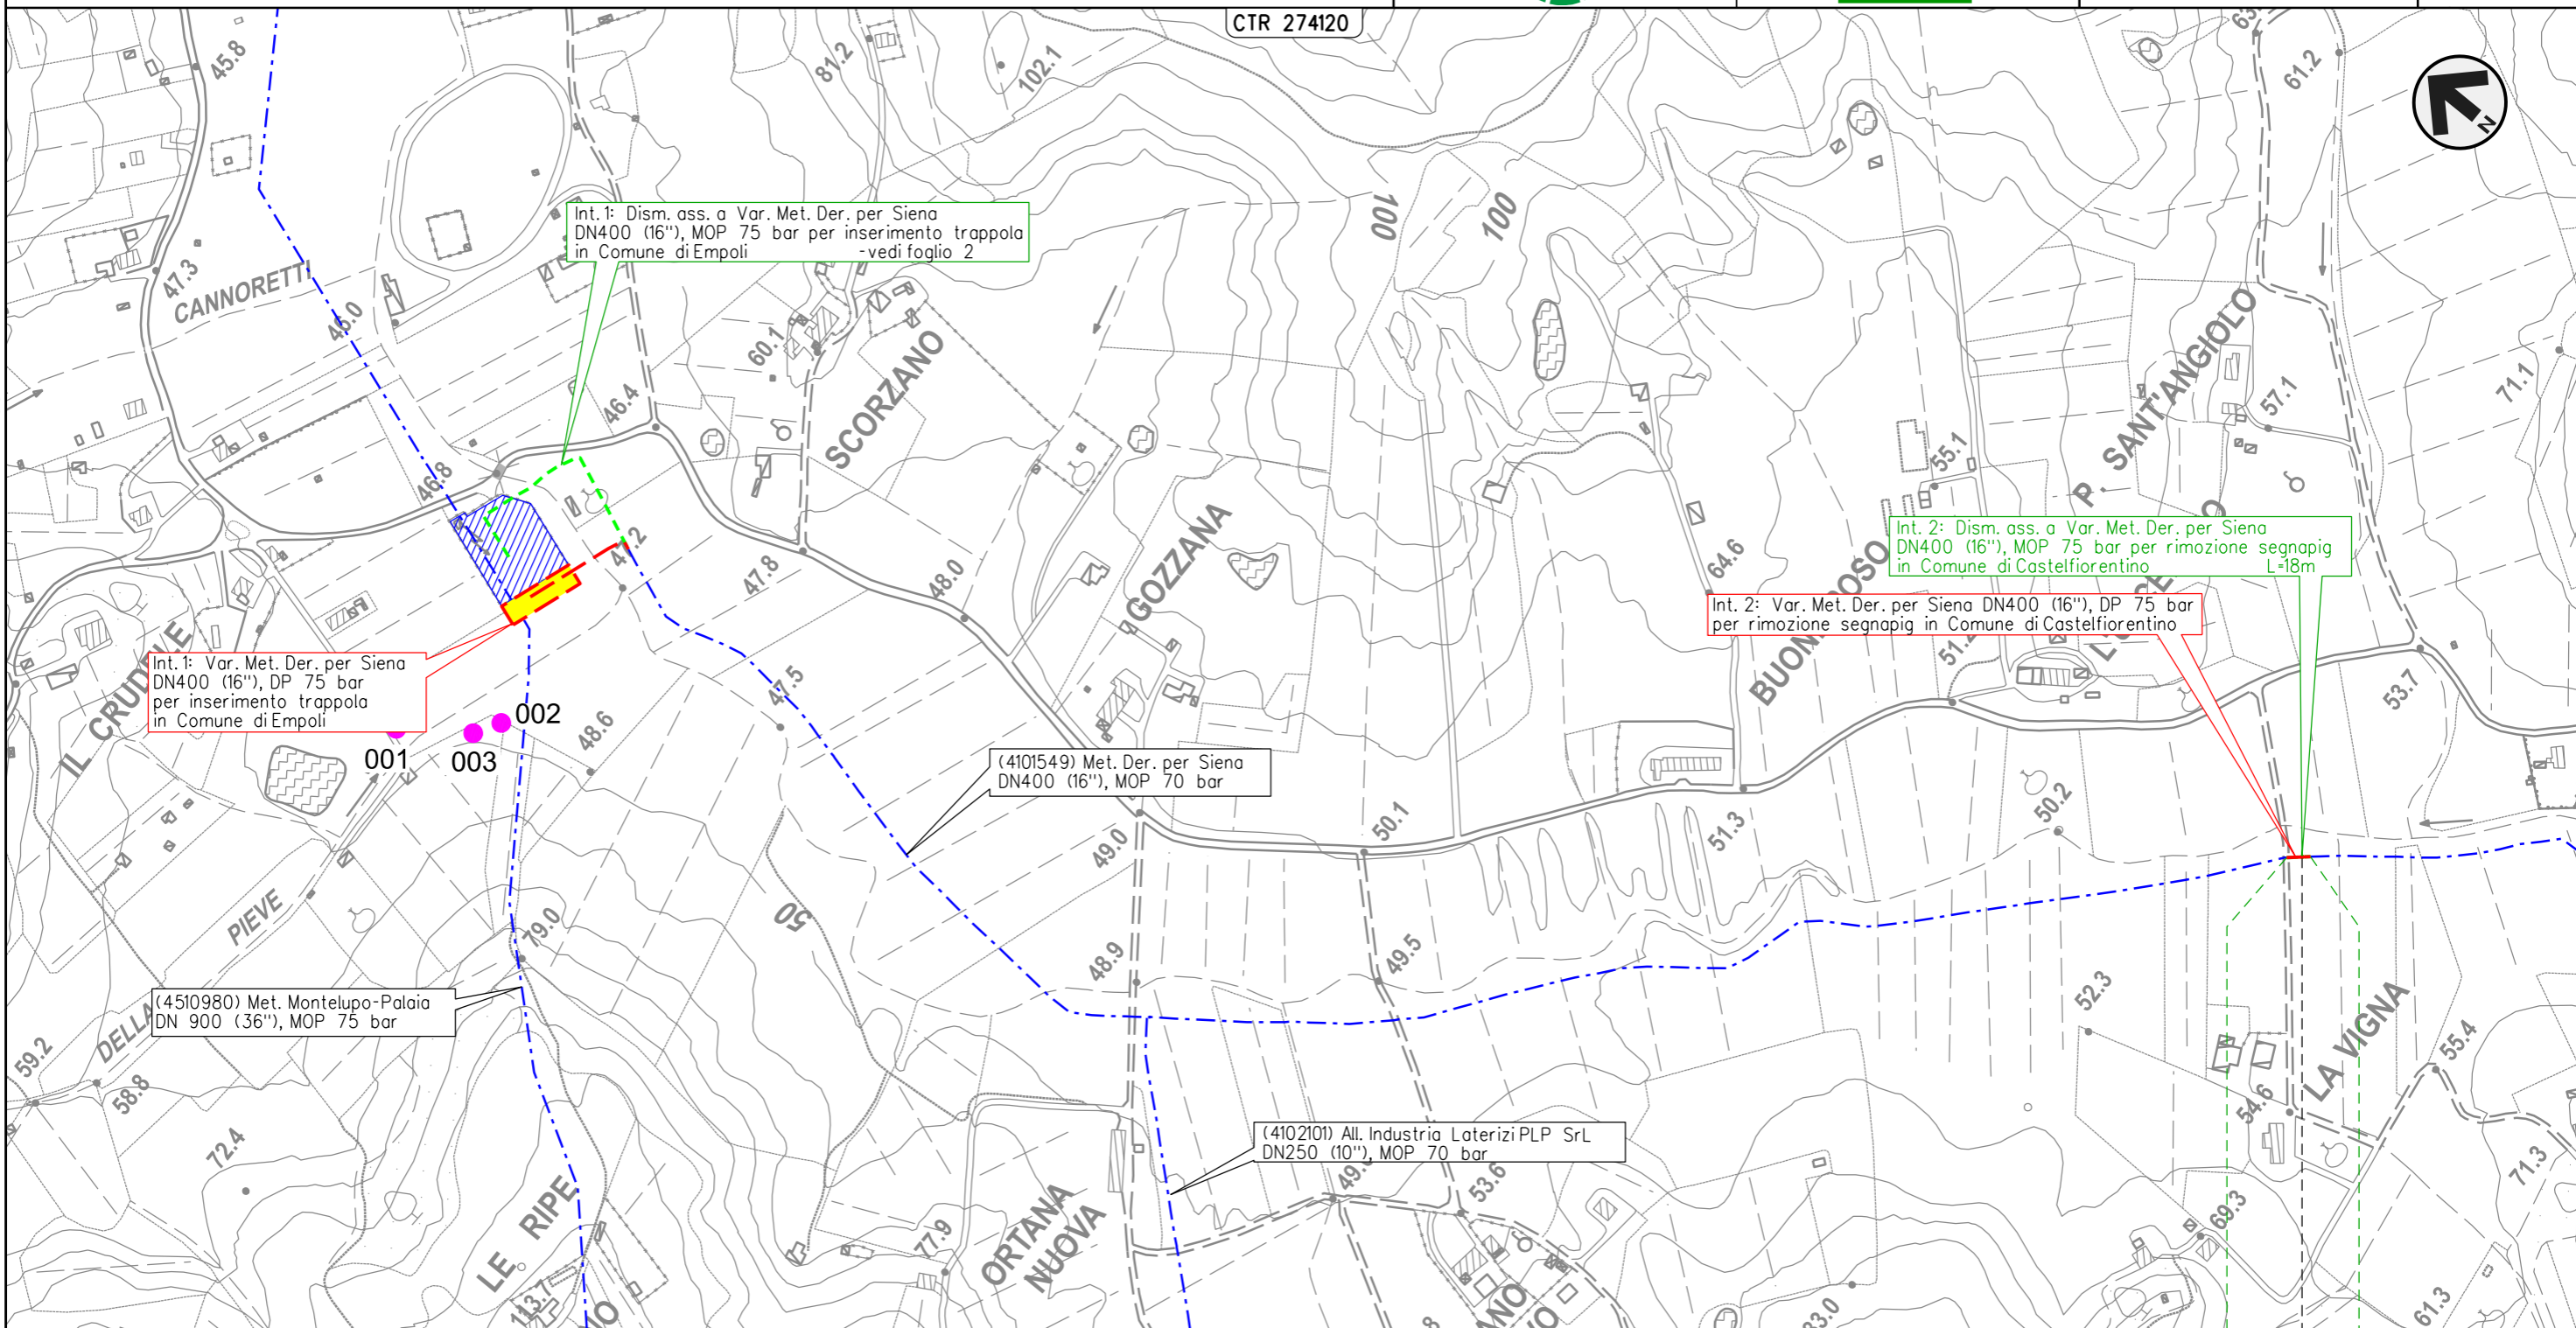 CTR 274120
45.8
81.2
102.1
61.2
N
100
100
Int. 1: Dism. ass. a Var. Met. Der. per Siena
DN400 (16"), MOP 75 bar per inserimento trappola
in Comune di Empoli -vedi foglio 2
47.3
CANNORETTI
60.1
SCORZANO
46.4
46.8
P. SANT'ANGIOLO
57.1
71.1
55.1
47.8
48.0
GOZZANA
64.6
Int. 2: Dism. ass. a Var. Met. Der. per Siena
DN400 (16"), MOP 75 bar per rimozione segnapig
in Comune di Castelfiorentino L=18m
Int. 2: Var. Met. Der. per Siena DN400 (16"), DP 75 bar
per rimozione segnapig in Comune di Castelfiorentino
IL CRUDELE
Int. 1: Var. Met. Der. per Siena
DN400 (16"), DP 75 bar
per inserimento trappola
in Comune di Empoli
53.7
47.5
48.6
001
002
003
(4101549) Met. Der. per Siena
DN400 (16"), MOP 70 bar
49.0
50.1
51.3
50.2
50
PIEVE
DELLA
79.0
48.9
49.5
52.3
(4510980) Met. Montelupo-Palaia
DN 900 (36"), MOP 75 bar
59.2
58.8
72.4
LA VIGNA
54.6
55.4
(4102101) All. Industria Laterizi PLP SrL
DN250 (10"), MOP 70 bar
53.6
69.3
71.3
LE RIPE
113.7
77.9
ORTANA
NUOVA
61.3